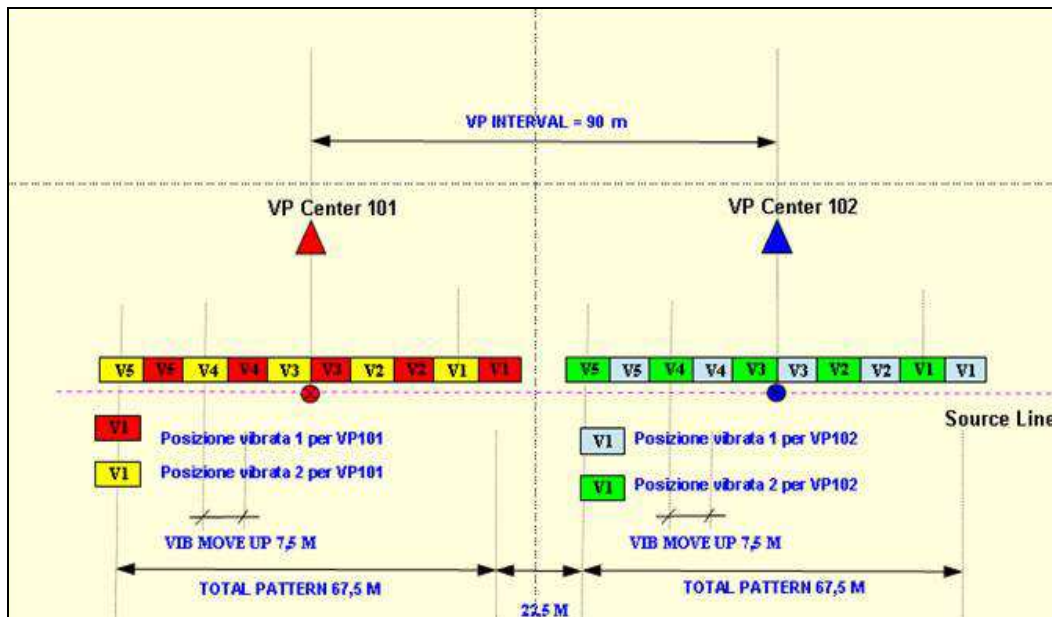 VP INTERVAL = 90 m
VP Center 101
VP Center 102
V5 V5 V4 V4 V3 V3 V2 V2 V1 V1
V5 V5 V4 V4 V3 V3 V2 V2 V1 V1
Source Line
V1 Posizione vibrata 1 per VP101
V1 Posizione vibrata 2 per VP101
V1 Posizione vibrata 1 per VP102
V1 Posizione vibrata 2 per VP102
VIB MOVE UP 7,5 M
VIB MOVE UP 7,5 M
TOTAL PATTERN 67,5 M
TOTAL PATTERN 67,5 M
22,5 M